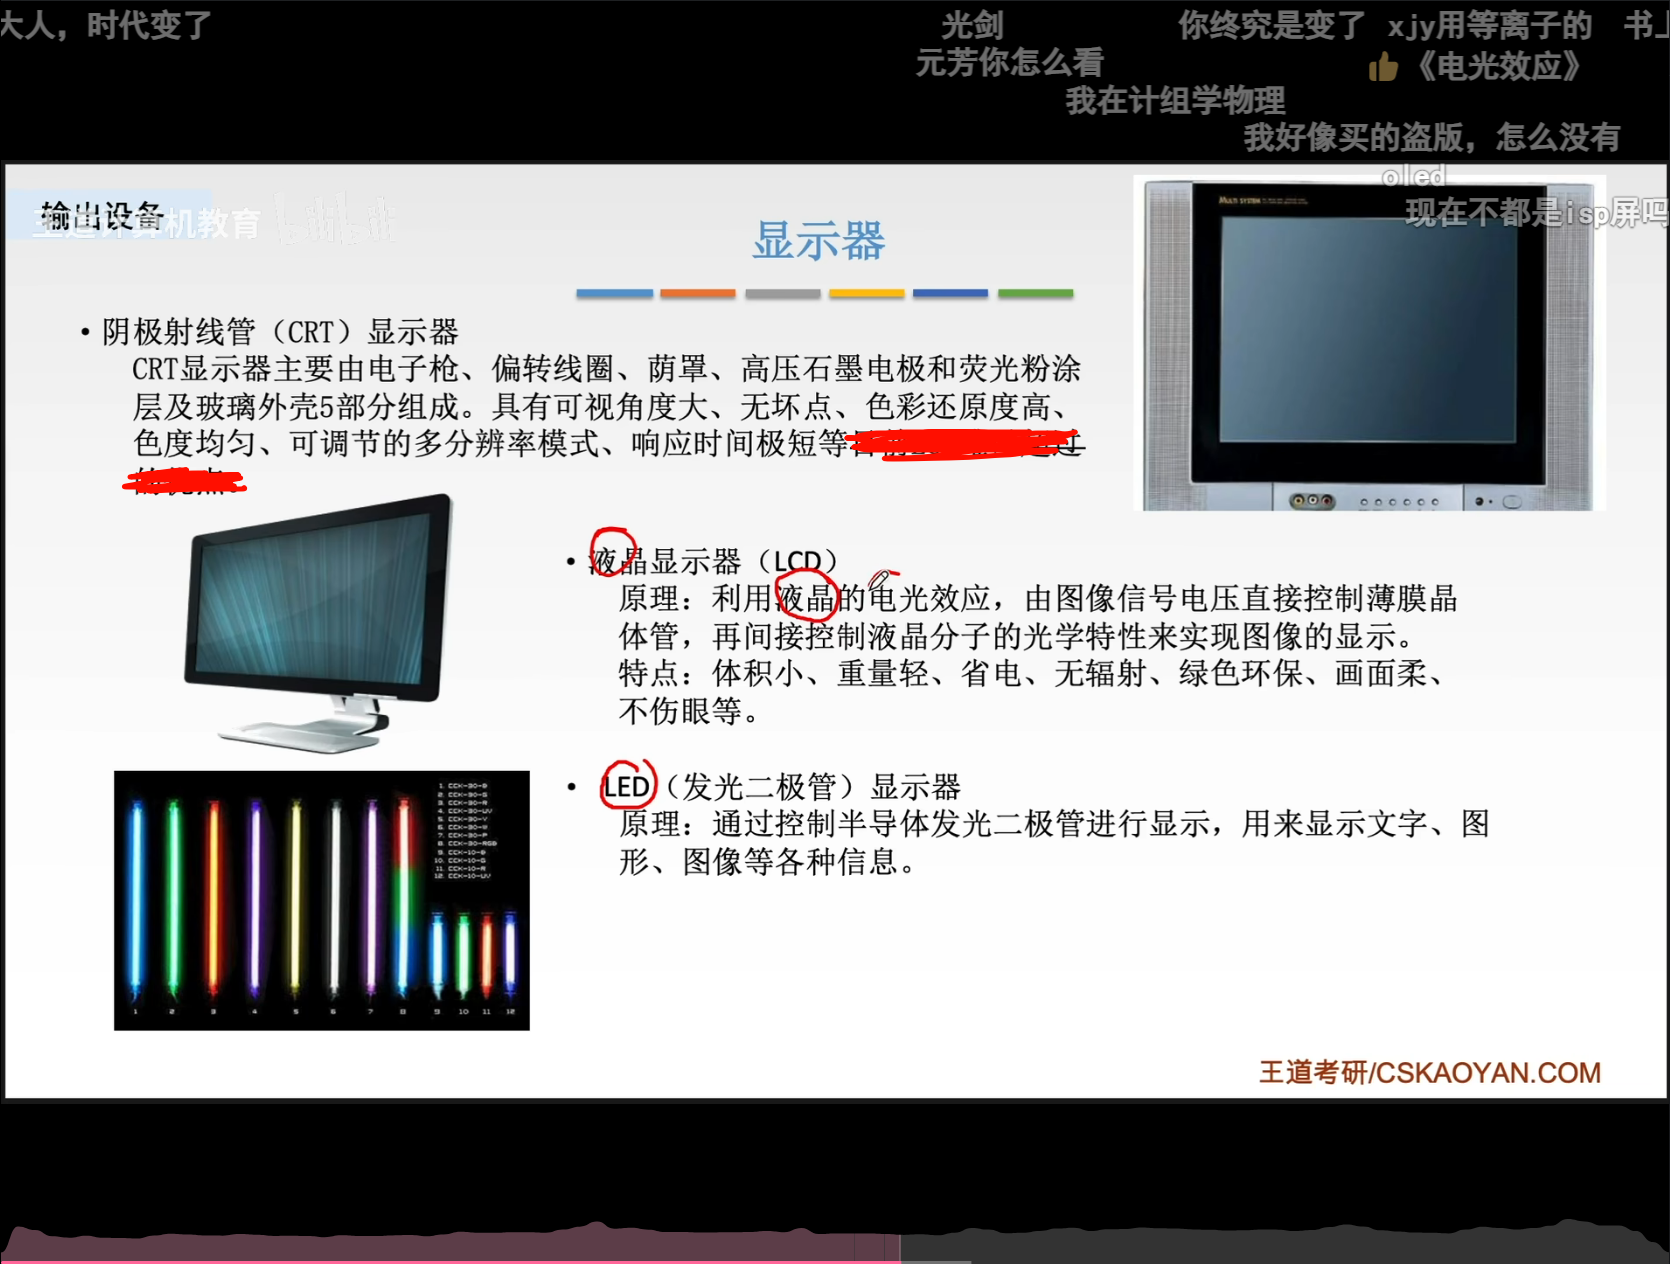 大人，时代变了
光剑
你终究是变了
xjy用等离子的
元芳你怎么看
《电光效应》
我在计组学物理
我好像买的盗版，怎么没有
oled
现在不都是isp屏吗
输出设备
王道计算机教育
bilibili
显示器
MULTI SYSTEM
• 阴极射线管（CRT）显示器
CRT显示器主要由电子枪、偏转线圈、荫罩、高压石墨电极和荧光粉涂
层及玻璃外壳5部分组成。具有可视角度大、无坏点、色彩还原度高、
色度均匀、可调节的多分辨率模式、响应时间极短等
• 液晶显示器（LCD）
原理：利用液晶的电光效应，由图像信号电压直接控制薄膜晶
体管，再间接控制液晶分子的光学特性来实现图像的显示。
特点：体积小、重量轻、省电、无辐射、绿色环保、画面柔、
不伤眼等。
• LED（发光二极管）显示器
原理：通过控制半导体发光二极管进行显示，用来显示文字、图
形、图像等各种信息。
1 2 3 4 5 6 7 8 9 10 11 12
王道考研/CSKAOYAN.COM